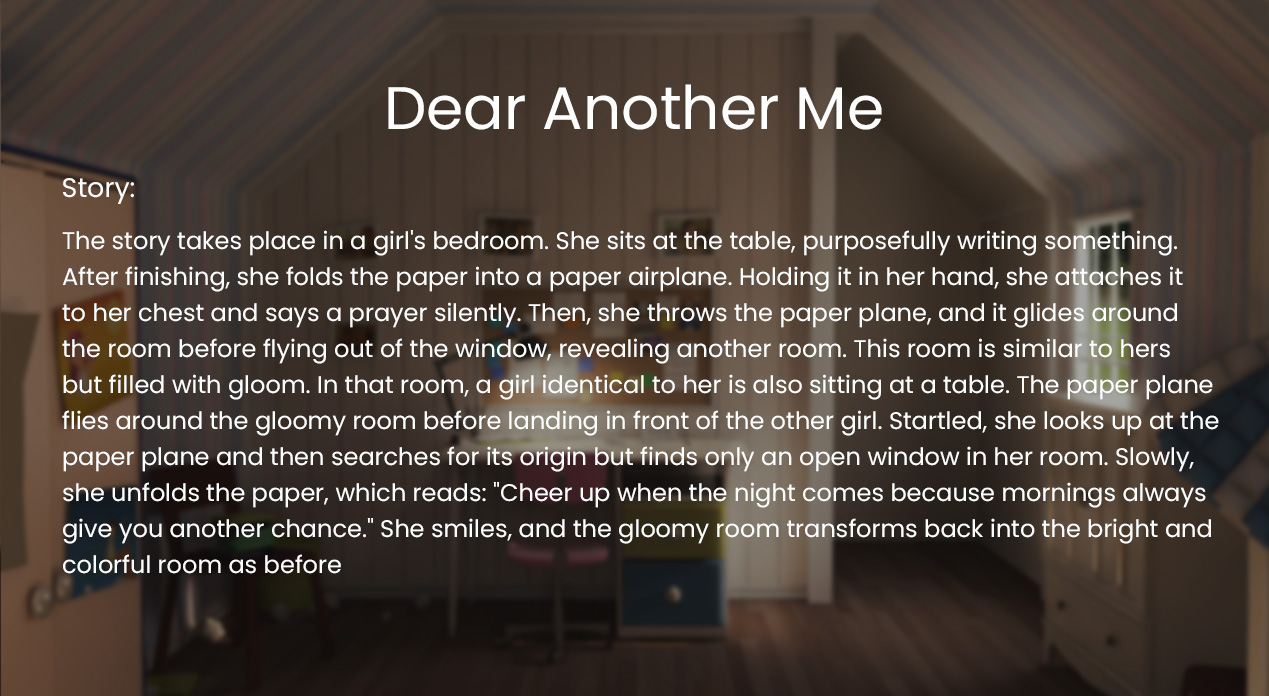 Dear Another Me
Story:
The story takes place in a girl's bedroom. She sits at the table, purposefully writing something.
After finishing, she folds the paper into a paper airplane. Holding it in her hand, she attaches it
to her chest and says a prayer silently. Then, she throws the paper plane, and it glides around
the room before flying out of the window, revealing another room. This room is similar to hers
but filled with gloom. In that room, a girl identical to her is also sitting at a table. The paper plane
flies around the gloomy room before landing in front of the other girl. Startled, she looks up at the
paper plane and then searches for its origin but finds only an open window in her room. Slowly,
she unfolds the paper, which reads: "Cheer up when the night comes because mornings always
give you another chance." She smiles, and the gloomy room transforms back into the bright and
colorful room as before